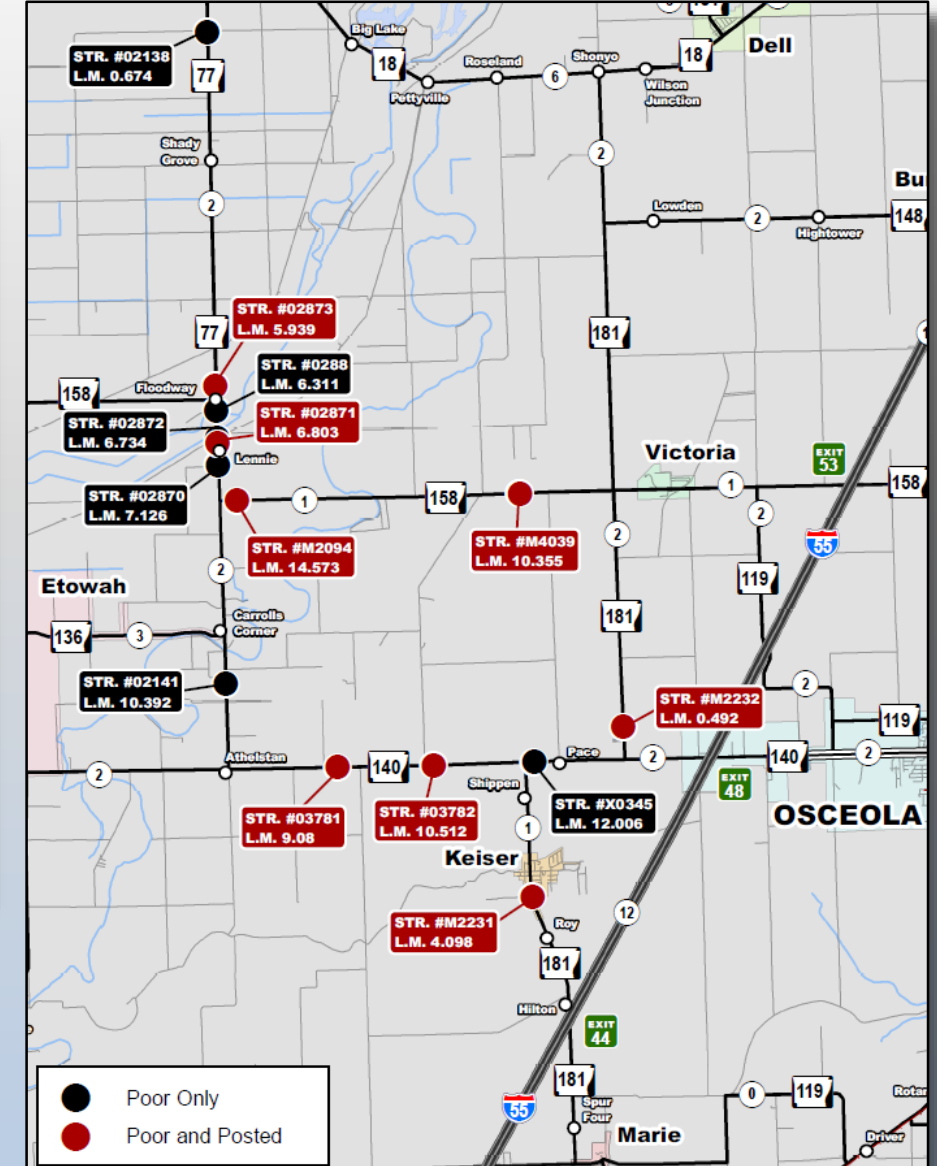 Big Lake
Dell
STR. #02138
L.M. 0.674
77
18
Roseland
6
Shonyo
18
Wilson
Junction
Pettyville
Shady
Grove
2
2
Lowden
2
148
Hightower
STR. #02873
L.M. 5.939
77
181
STR. #0288
L.M. 6.311
158
Floodway
STR. #02872
L.M. 6.734
STR. #02871
L.M. 6.803
Lennie
Victoria
EXIT
53
STR. #02870
L.M. 7.126
1
158
1
158
2
STR. #M2094
L.M. 14.573
STR. #M4039
L.M. 10.355
2
55
2
Etowah
119
136
3
Carrolls
Corner
181
STR. #02141
L.M. 10.392
2
STR. #M2232
L.M. 0.492
119
2
Athelstan
140
Pace
2
140
2
Shippen
EXIT
48
STR. #03781
L.M. 9.08
STR. #03782
L.M. 10.512
STR. #X0345
L.M. 12.006
OSCEOLA
1
Keiser
STR. #M2231
L.M. 4.098
12
Roy
181
Hilton
EXIT
44
181
0
119
55
Spur
Four
Marie
Driver
Poor Only
Poor and Posted